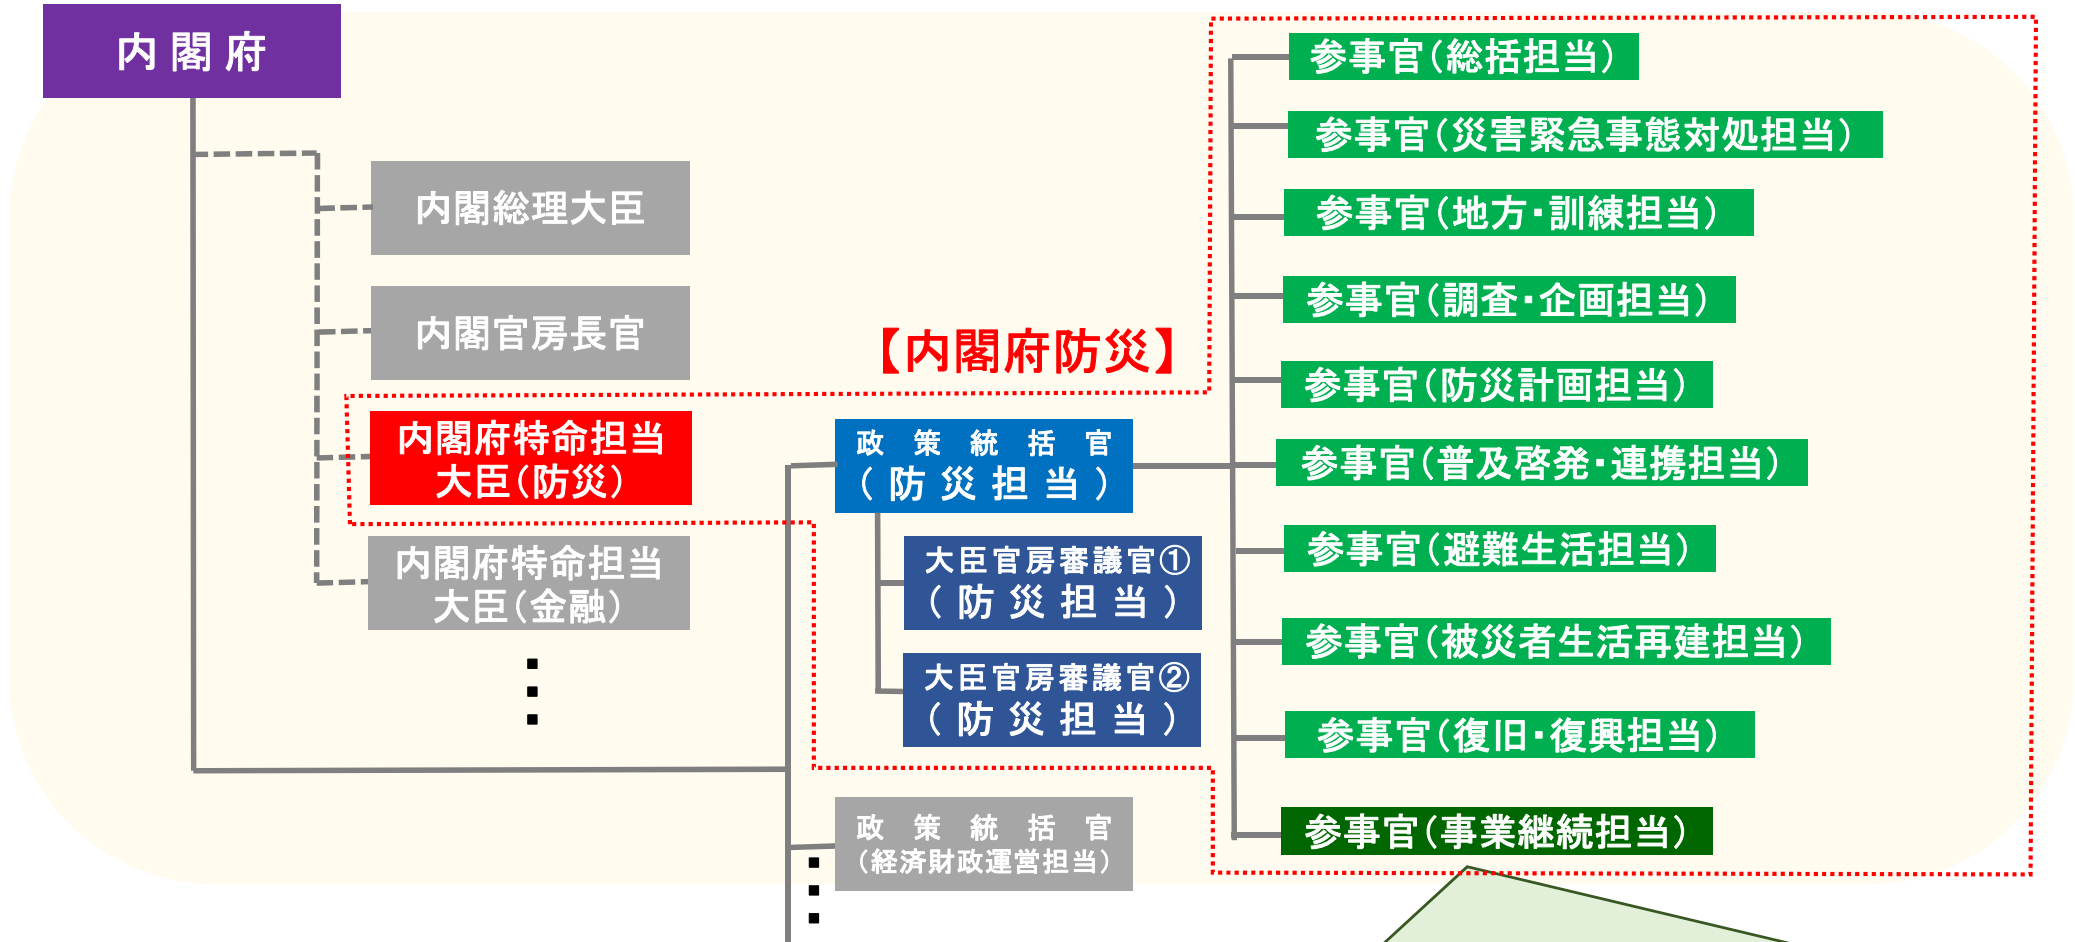 内閣府
内閣総理大臣
内閣官房長官
内閣府特命担当
大臣(防災)
内閣府特命担当
大臣(金融)
【内閣府防災】
政策統括官
(防災担当)
大臣官房審議官①
(防災担当)
大臣官房審議官②
(防災担当)
政策統括官
(経済財政運営担当)
参事官(総括担当)
参事官(災害緊急事態対処担当)
参事官(地方・訓練担当)
参事官(調査・企画担当)
参事官(防災計画担当)
参事官(普及啓発・連携担当)
参事官(避難生活担当)
参事官(被災者生活再建担当)
参事官(復旧・復興担当)
参事官(事業継続担当)